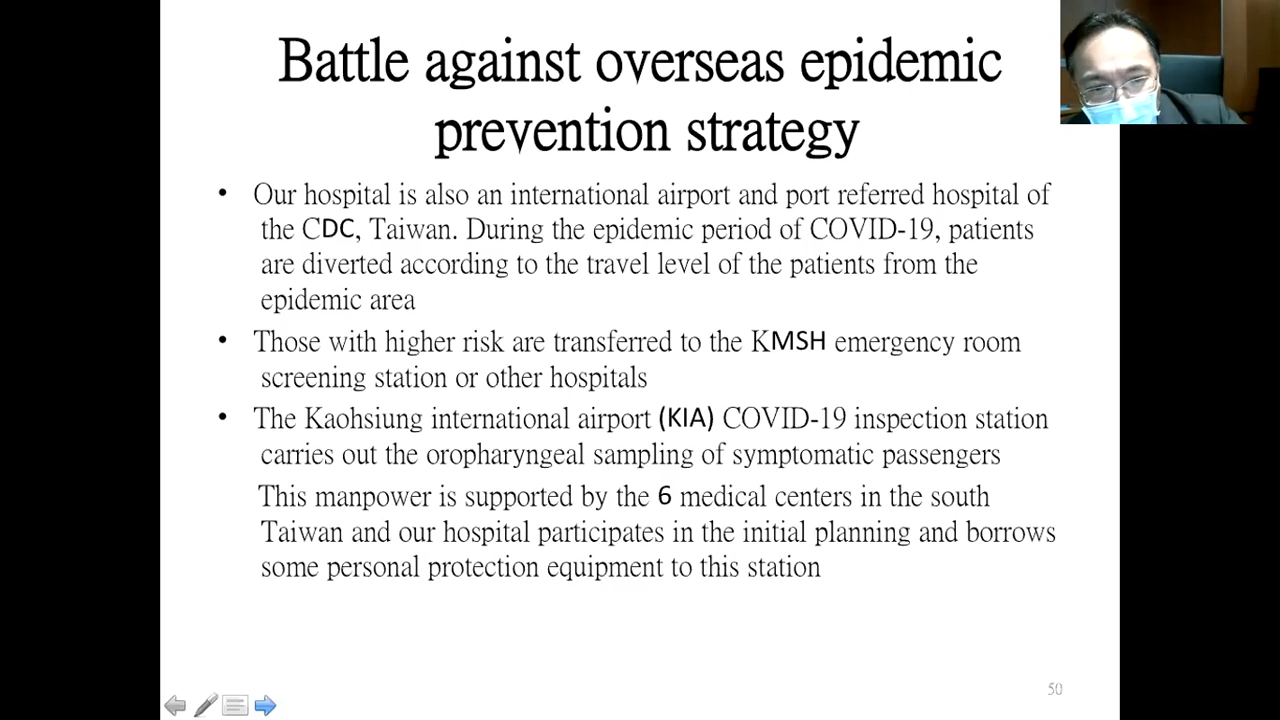 Battle against overseas epidemic
prevention strategy
• Our hospital is also an international airport and port referred hospital of
the CDC, Taiwan. During the epidemic period of COVID-19, patients
are diverted according to the travel level of the patients from the
epidemic area
• Those with higher risk are transferred to the KMSH emergency room
screening station or other hospitals
• The Kaohsiung international airport (KIA) COVID-19 inspection station
carries out the oropharyngeal sampling of symptomatic passengers
This manpower is supported by the 6 medical centers in the south
Taiwan and our hospital participates in the initial planning and borrows
some personal protection equipment to this station
50